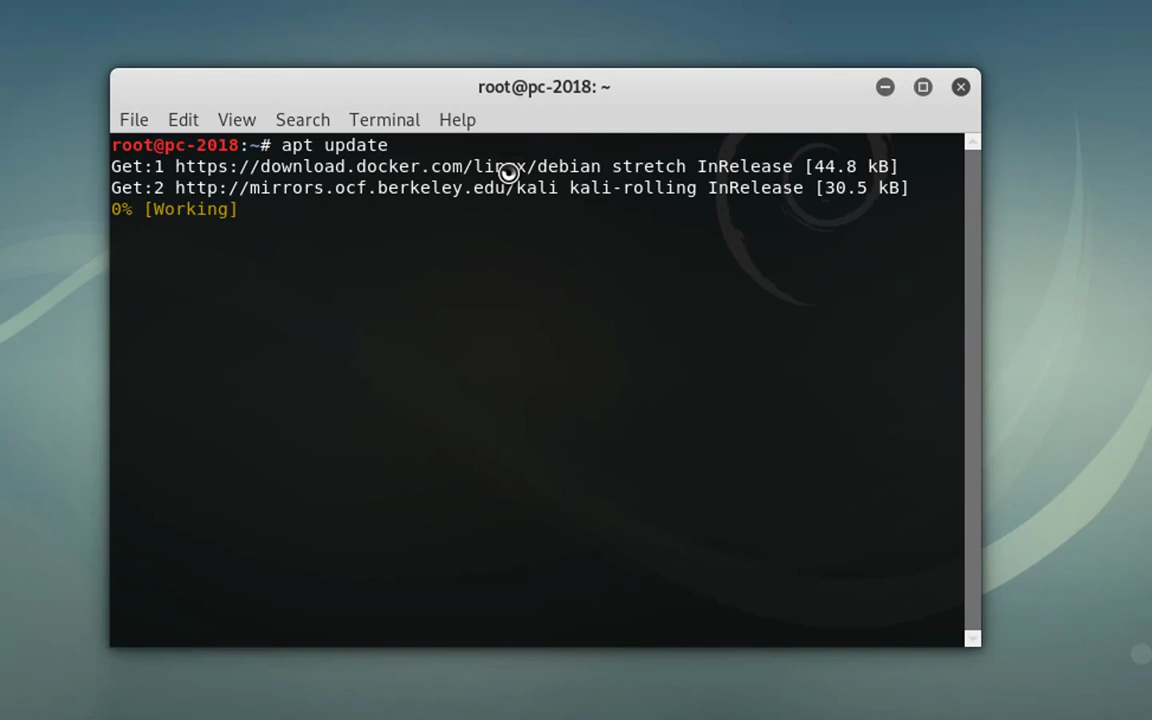 root@pc-2018: ~
File Edit View Search Terminal Help
root@pc-2018:~# apt update
Get:1 https://download.docker.com/linux/debian stretch InRelease [44.8 kB]
Get:2 http://mirrors.ocf.berkeley.edu/kali kali-rolling InRelease [30.5 kB]
0% [Working]